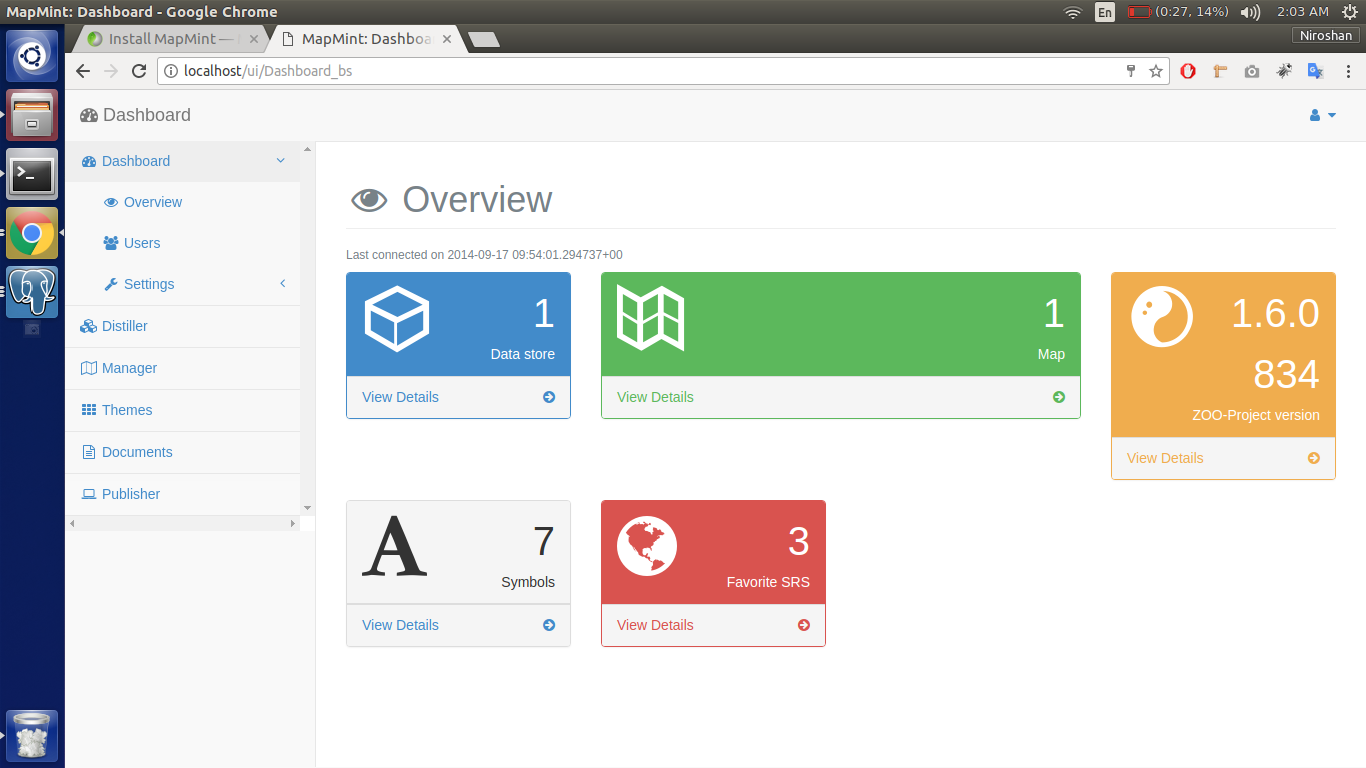 MapMint: Dashboard - Google Chrome
En (0:27, 14%) 2:03 AM
Install MapMint —
MapMint: Dashboa
Niroshan
localhost/ui/Dashboard_bs
Dashboard
Dashboard
Overview
Users
Settings
Distiller
Manager
Themes
Documents
Publisher
Overview
Last connected on 2014-09-17 09:54:01.294737+00
1
Data store
View Details
1
Map
View Details
1.6.0
834
ZOO-Project version
View Details
A
7
Symbols
View Details
3
Favorite SRS
View Details